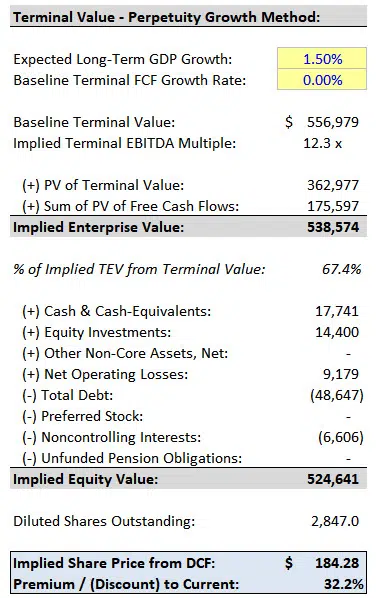 Terminal Value - Perpetuity Growth Method:
Expected Long-Term GDP Growth: 1.50%
Baseline Terminal FCF Growth Rate: 0.00%
Baseline Terminal Value: $ 556,979
Implied Terminal EBITDA Multiple: 12.3 x
(+) PV of Terminal Value: 362,977
(+) Sum of PV of Free Cash Flows: 175,597
Implied Enterprise Value: 538,574
% of Implied TEV from Terminal Value: 67.4%
(+) Cash & Cash-Equivalents: 17,741
(+) Equity Investments: 14,400
(+) Other Non-Core Assets, Net: -
(+) Net Operating Losses: 9,179
(-) Total Debt: (48,647)
(-) Preferred Stock: -
(-) Noncontrolling Interests: (6,606)
(-) Unfunded Pension Obligations: -
Implied Equity Value: 524,641
Diluted Shares Outstanding: 2,847.0
Implied Share Price from DCF: $ 184.28
Premium / (Discount) to Current: 32.2%